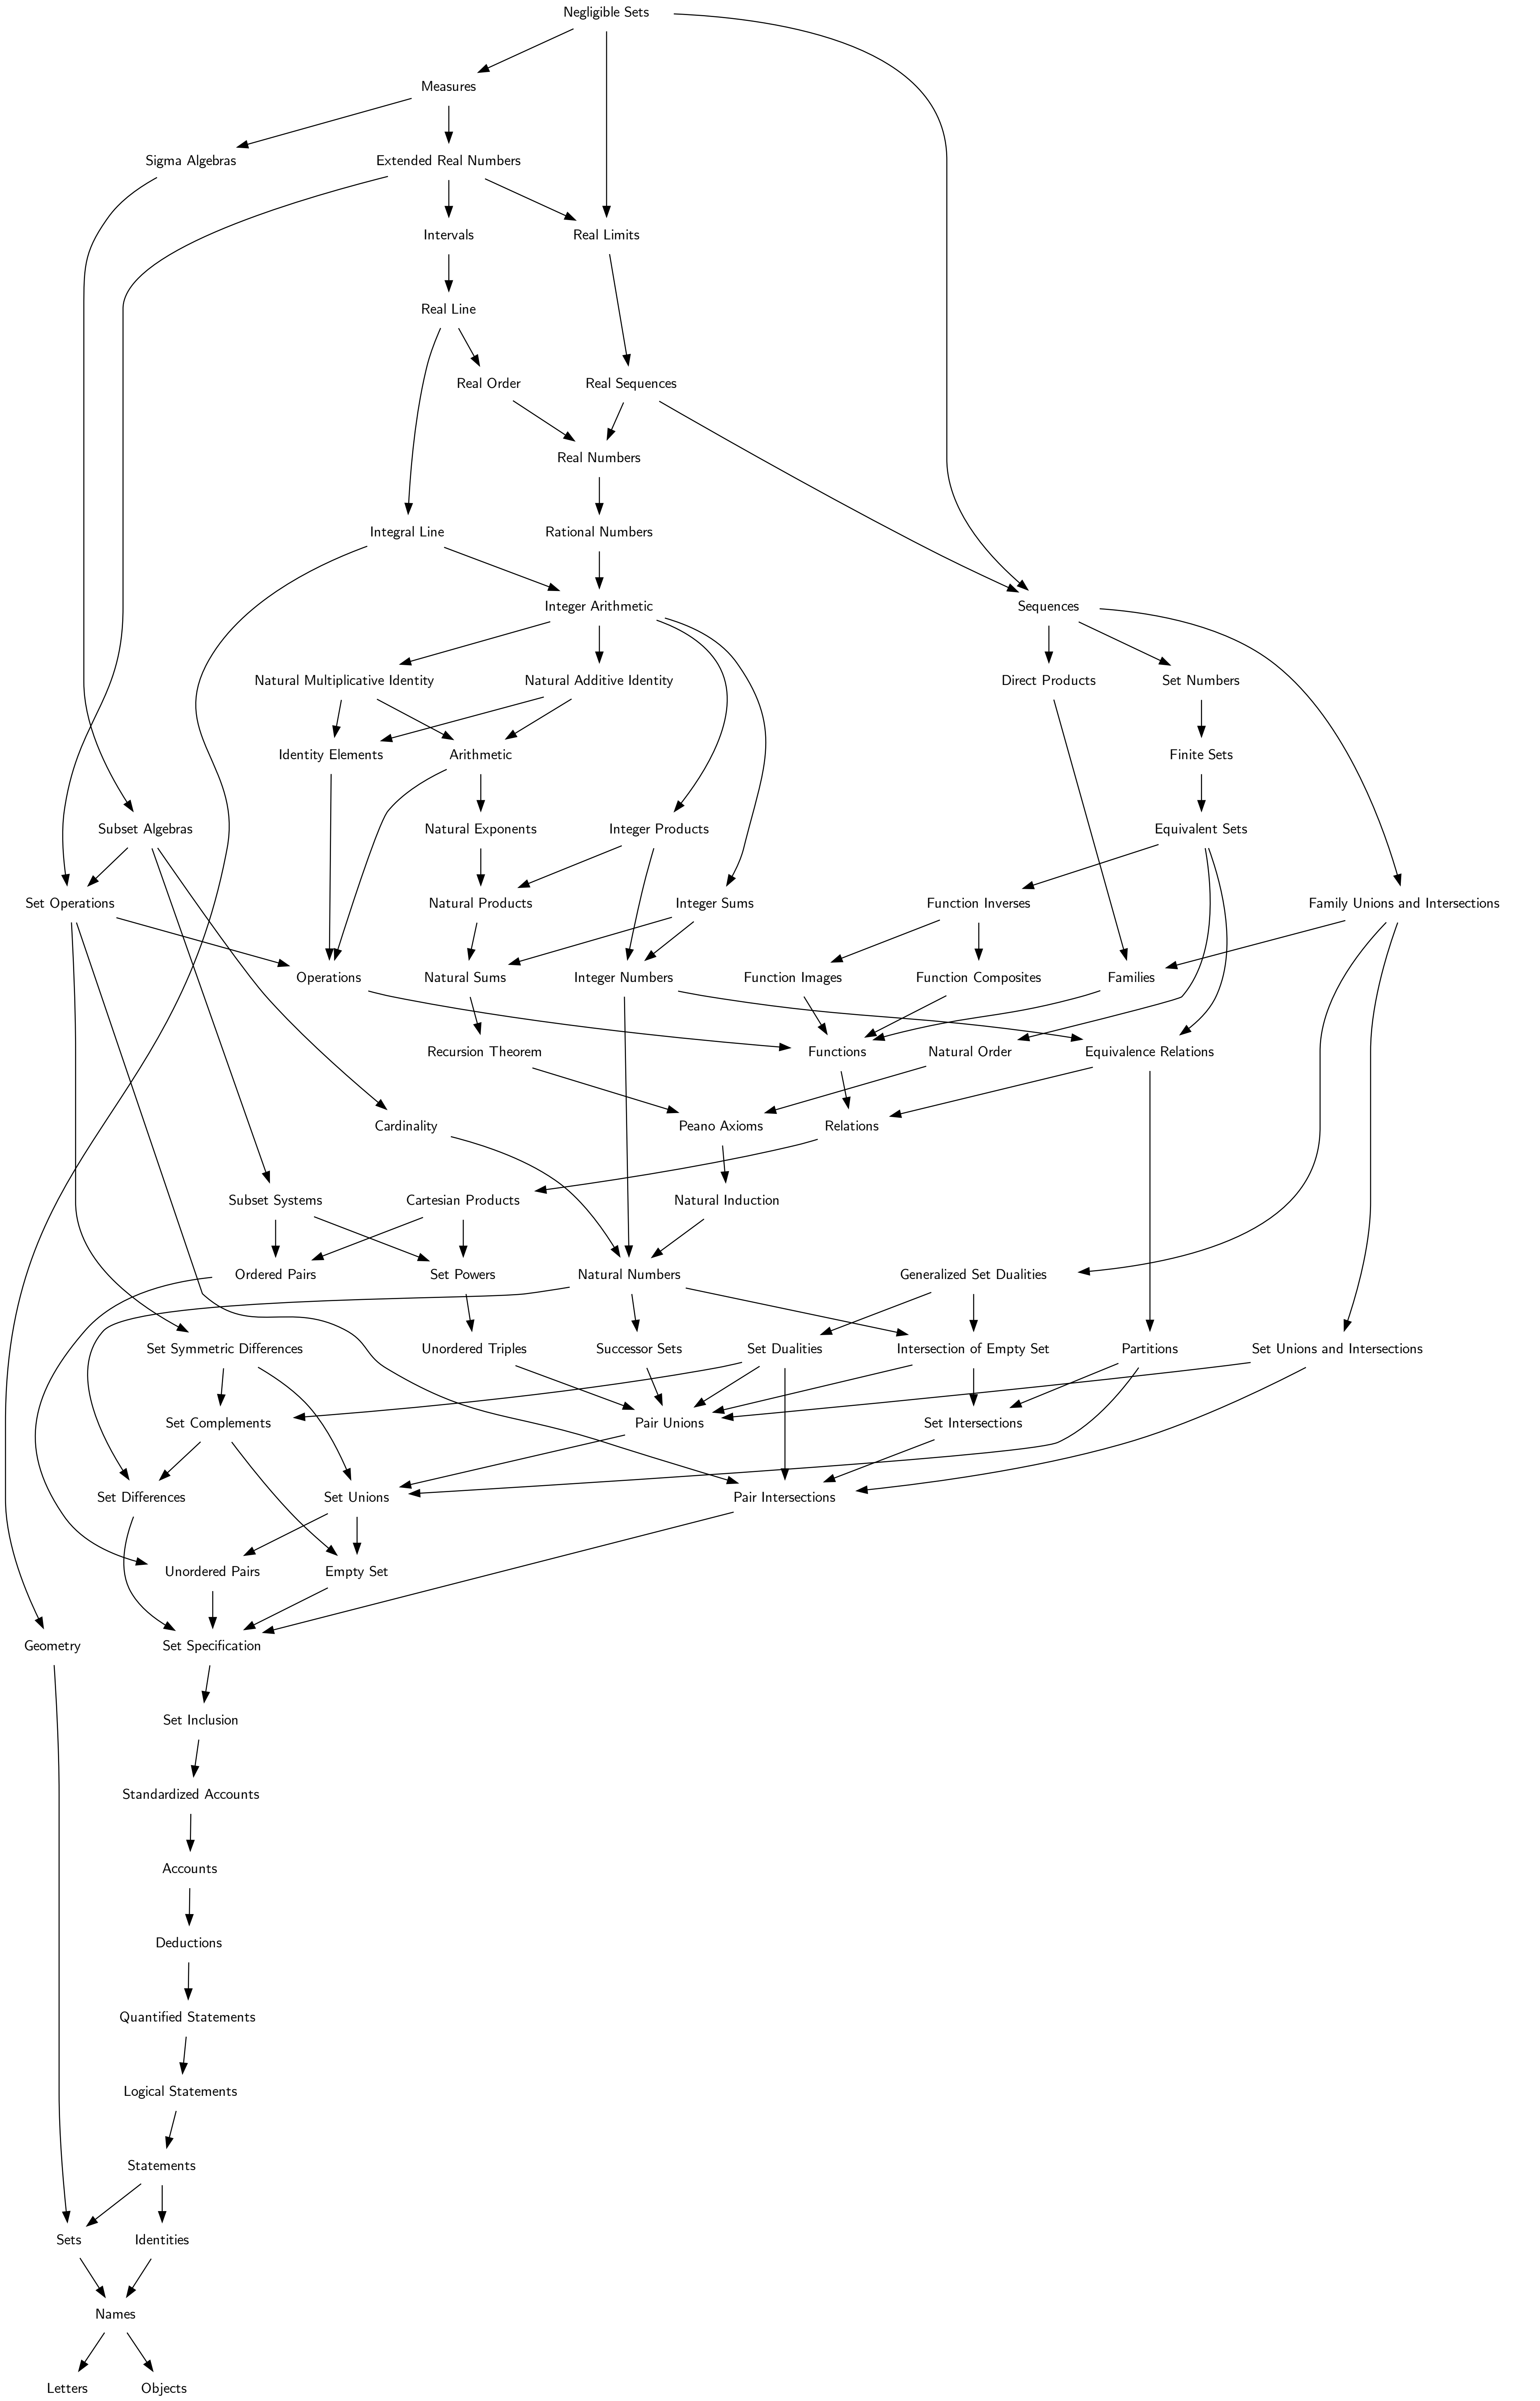 Negligible Sets
Measures
Sigma Algebras
Extended Real Numbers
Intervals
Real Limits
Real Line
Real Order
Real Sequences
Real Numbers
Integral Line
Rational Numbers
Integer Arithmetic
Sequences
Natural Multiplicative Identity
Natural Additive Identity
Direct Products
Set Numbers
Identity Elements
Arithmetic
Finite Sets
Subset Algebras
Natural Exponents
Integer Products
Equivalent Sets
Set Operations
Natural Products
Integer Sums
Function Inverses
Family Unions and Intersections
Operations
Natural Sums
Integer Numbers
Function Images
Function Composites
Families
Recursion Theorem
Functions
Natural Order
Equivalence Relations
Cardinality
Peano Axioms
Relations
Subset Systems
Cartesian Products
Natural Induction
Ordered Pairs
Set Powers
Natural Numbers
Generalized Set Dualities
Set Symmetric Differences
Unordered Triples
Successor Sets
Set Dualities
Intersection of Empty Set
Partitions
Set Unions and Intersections
Set Complements
Pair Unions
Set Intersections
Set Differences
Set Unions
Pair Intersections
Unordered Pairs
Empty Set
Geometry
Set Specification
Set Inclusion
Standardized Accounts
Accounts
Deductions
Quantified Statements
Logical Statements
Statements
Sets
Identities
Names
Letters
Objects